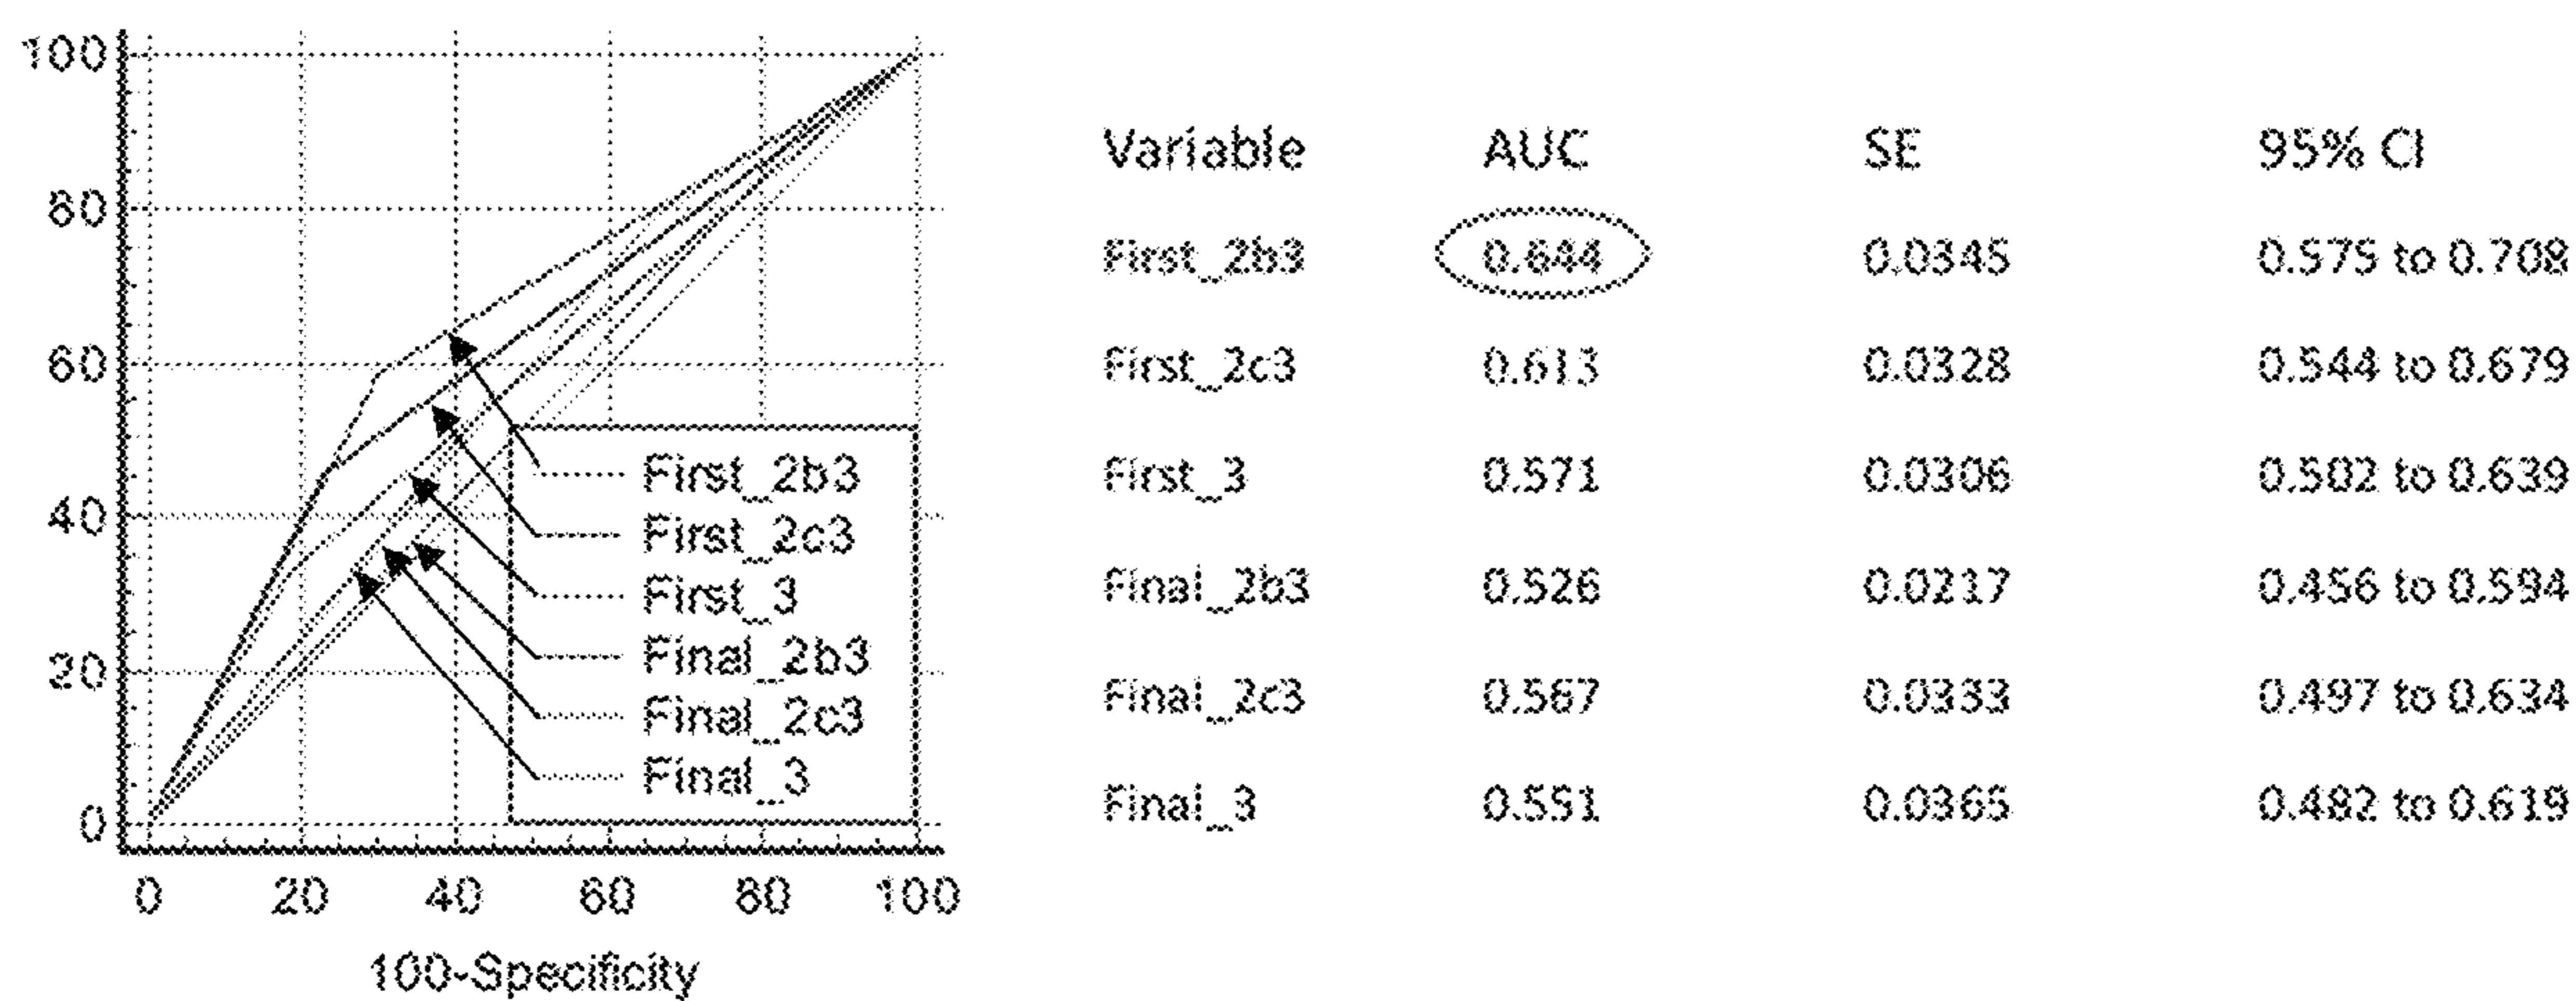 100
80
60
40
20
0
0 20 40 60 80 100
100-Specificity
First_2b3
First_2c3
First_3
Final_2b3
Final_2c3
Final_3
Variable AUC SE 95% CI
First_2b3 0.644 0.0345 0.575 to 0.708
First_2c3 0.613 0.0328 0.544 to 0.679
First_3 0.571 0.0306 0.502 to 0.639
Final_2b3 0.526 0.0217 0.456 to 0.594
Final_2c3 0.567 0.0333 0.497 to 0.634
Final_3 0.551 0.0365 0.482 to 0.619